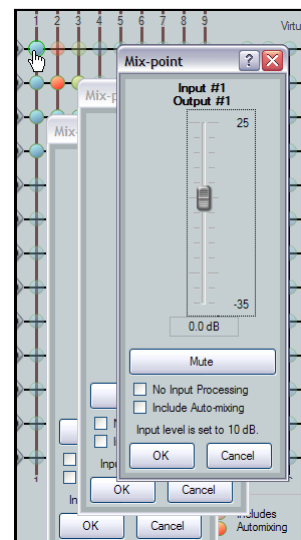 1 2 3 4 5 6 7 8 9
Virtu
Mix-point
?
Input #1
Output #1
25
-35
0.0 dB
Mute
No Input Processing
Include Auto-mixing
Input level is set to 10 dB.
OK Cancel
Mix-p
N
I
Inpu
OK Cancel
Mix-
In
OK Cancel
1
Includes
Automixing